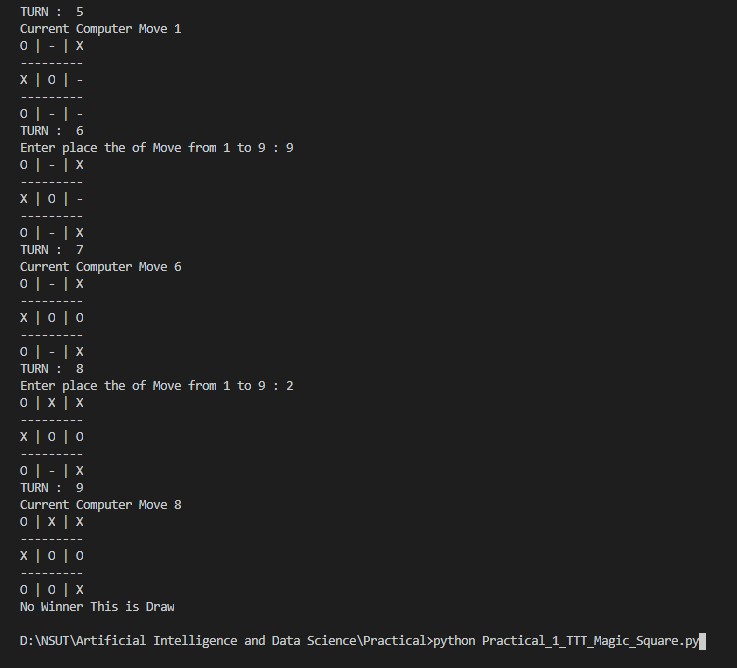 TURN :  5
Current Computer Move 1
O | - | X
---------
X | O | -
---------
O | - | -
TURN :  6
Enter place the of Move from 1 to 9 : 9
O | - | X
---------
X | O | -
---------
O | - | X
TURN :  7
Current Computer Move 6
O | - | X
---------
X | O | O
---------
O | - | X
TURN :  8
Enter place the of Move from 1 to 9 : 2
O | X | X
---------
X | O | O
---------
O | - | X
TURN :  9
Current Computer Move 8
O | X | X
---------
X | O | O
---------
O | O | X
No Winner This is Draw
D:\NSUT\Artificial Intelligence and Data Science\Practical>python Practical_1_TTT_Magic_Square.py